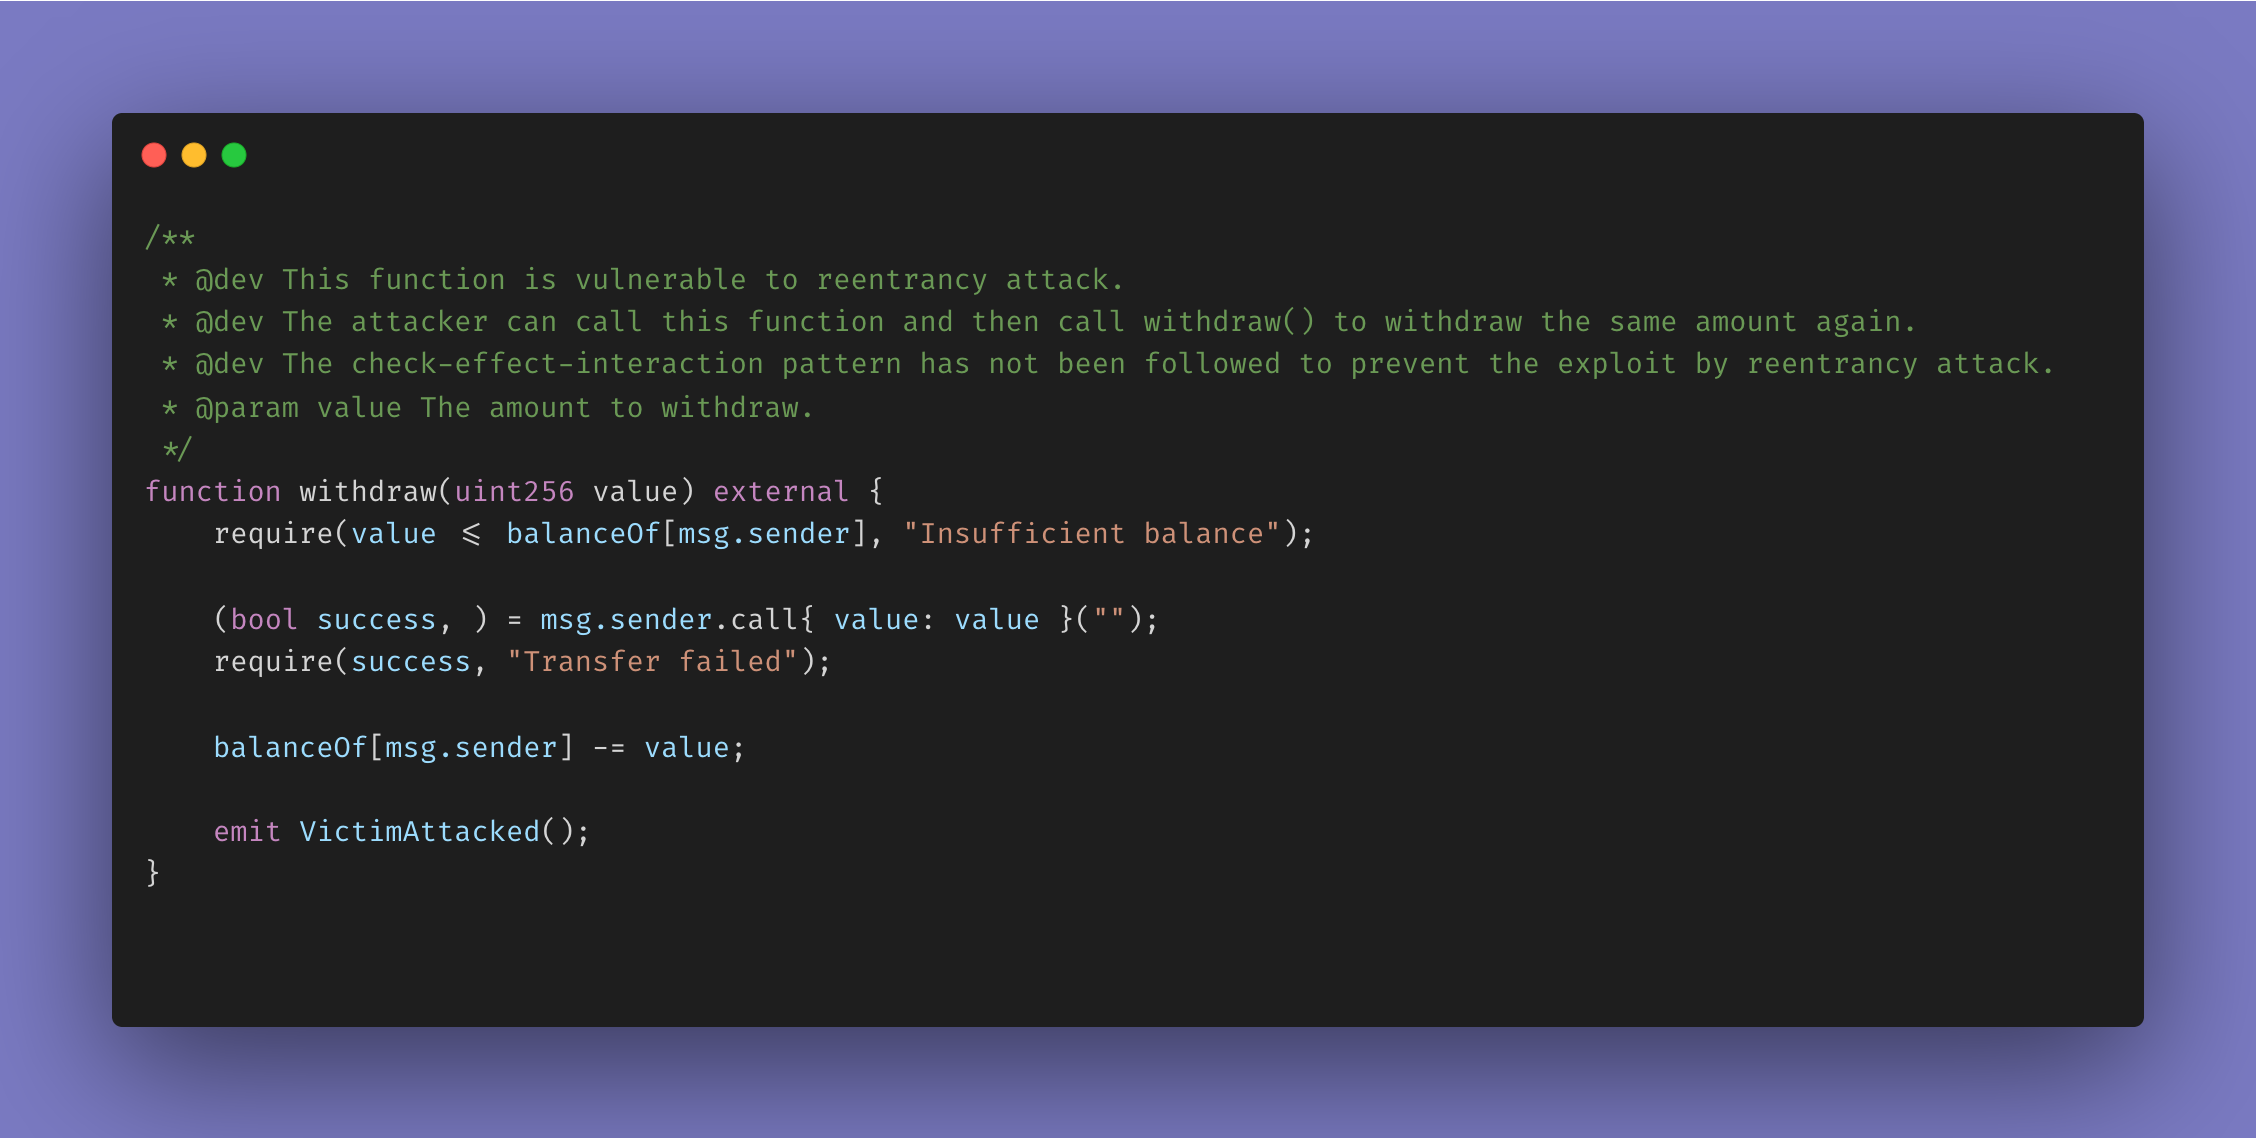 /**
 * @dev This function is vulnerable to reentrancy attack.
 * @dev The attacker can call this function and then call withdraw() to withdraw the same amount again.
 * @dev The check-effect-interaction pattern has not been followed to prevent the exploit by reentrancy attack.
 * @param value The amount to withdraw.
 */
function withdraw(uint256 value) external {
    require(value <= balanceOf[msg.sender], "Insufficient balance");
    (bool success, ) = msg.sender.call{ value: value }("");
    require(success, "Transfer failed");
    balanceOf[msg.sender] -= value;
    emit VictimAttacked();
}